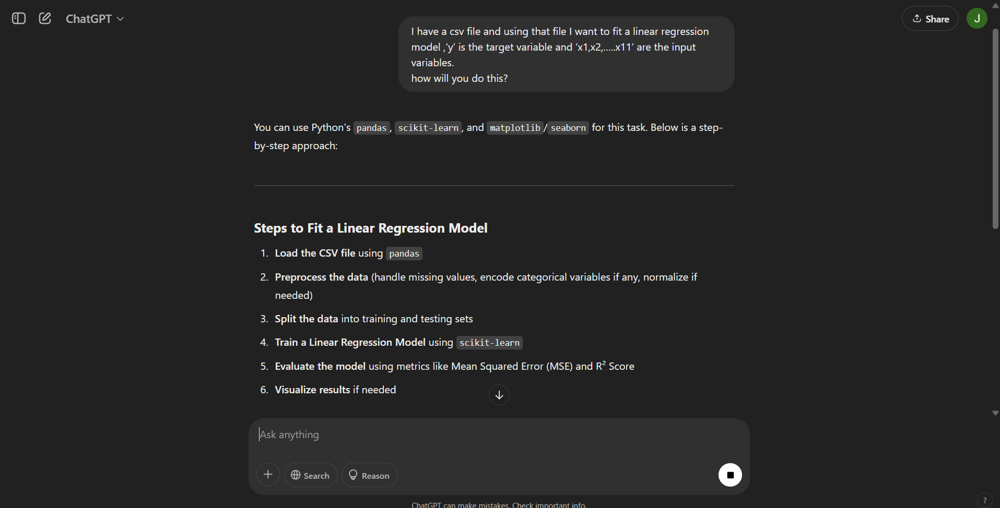 ChatGPT
Share
J
I have a csv file and using that file I want to fit a linear regression
model ,‘y’ is the target variable and ‘x1,x2,.....x11’ are the input
variables.
how will you do this?
You can use Python's pandas, scikit-learn, and matplotlib/seaborn for this task. Below is a step-
by-step approach:
Steps to Fit a Linear Regression Model
1. Load the CSV file using pandas
2. Preprocess the data (handle missing values, encode categorical variables if any, normalize if
needed)
3. Split the data into training and testing sets
4. Train a Linear Regression Model using scikit-learn
5. Evaluate the model using metrics like Mean Squared Error (MSE) and R² Score
6. Visualize results if needed
Ask anything
Search
Reason
ChatGPT can make mistakes. Check important info.
?